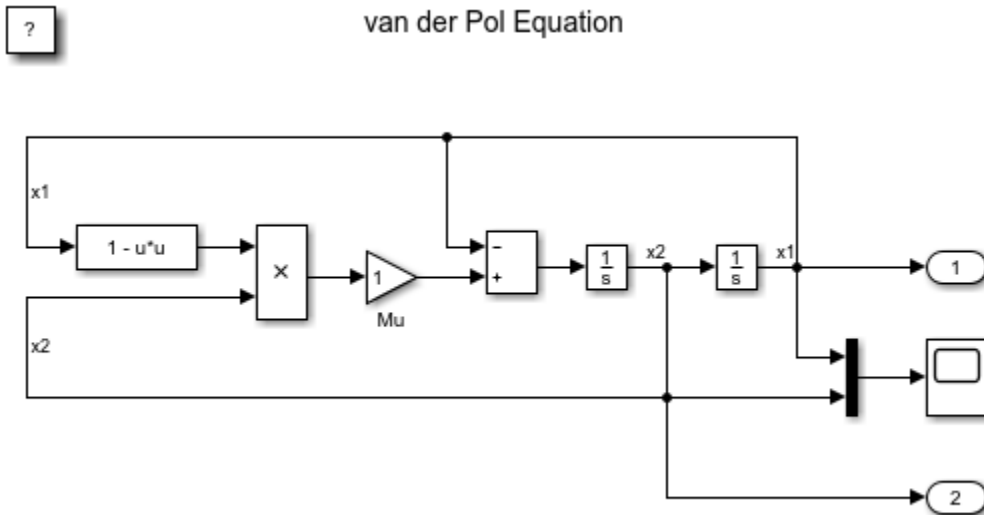 ?
van der Pol Equation
x1
1 - u*u
×
1
Mu
−
+
1
s
x2
1
s
x1
1
x2
2